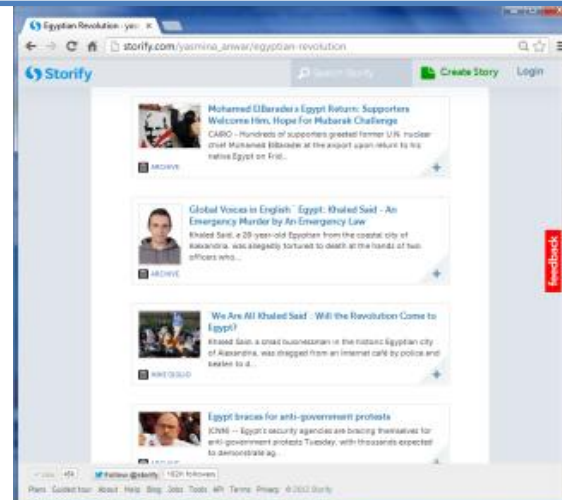 Egyptian Revolution - yas
storify.com/yasmina_anwar/egyptian-revolution
Storify
Search Storify
Create Story
Login
Mohamed ElBaradei's Egypt Return: Supporters
Welcome Him, Hope For Mubarak Challenge
CAIRO - Hundreds of supporters greeted former U.N. nuclear
chief Mohamed ElBaradei at the airport upon return to his
native Egypt on Frid...
ARCHIVE
Global Voices in English ` Egypt: Khaled Said - An
Emergency Murder by An Emergency Law
Khaled Said, a 28-year-old Egyptian from the coastal city of
Alexandria, was allegedly tortured to death at the hands of two
officers who...
ARCHIVE
`We Are All Khaled Said`: Will the Revolution Come to
Egypt?
Khaled Said, a small businessman in the historic Egyptian city
of Alexandria, was dragged from an internet café by police and
beaten to d...
MIKE GIGLIO
Egypt braces for anti-government protests
(CNN) -- Egypt's security agencies are bracing themselves for
anti-government protests Tuesday, with thousands expected
to demonstrate ag...
feedback
Follow @storify
followers
Plans Guided tour About Help Blog Jobs Tools API Terms Privacy © 2012 Storify